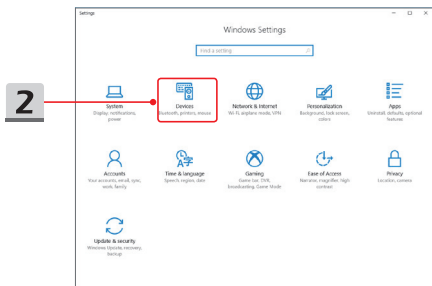 Settings
Windows Settings
Find a setting
2
System
Display, notifications,
power
Devices
Bluetooth, printers, mouse
Network & Internet
Wi-Fi, airplane mode, VPN
Personalization
Background, lock screen,
colors
Apps
Uninstall, defaults, optional
features
Accounts
Your accounts, email, sync,
work, family
Time & language
Speech, region, date
Gaming
Game bar, DVR,
broadcasting, Game Mode
Ease of Access
Narrator, magnifier, high
contrast
Privacy
Location, camera
Update & security
Windows Update, recovery,
backup